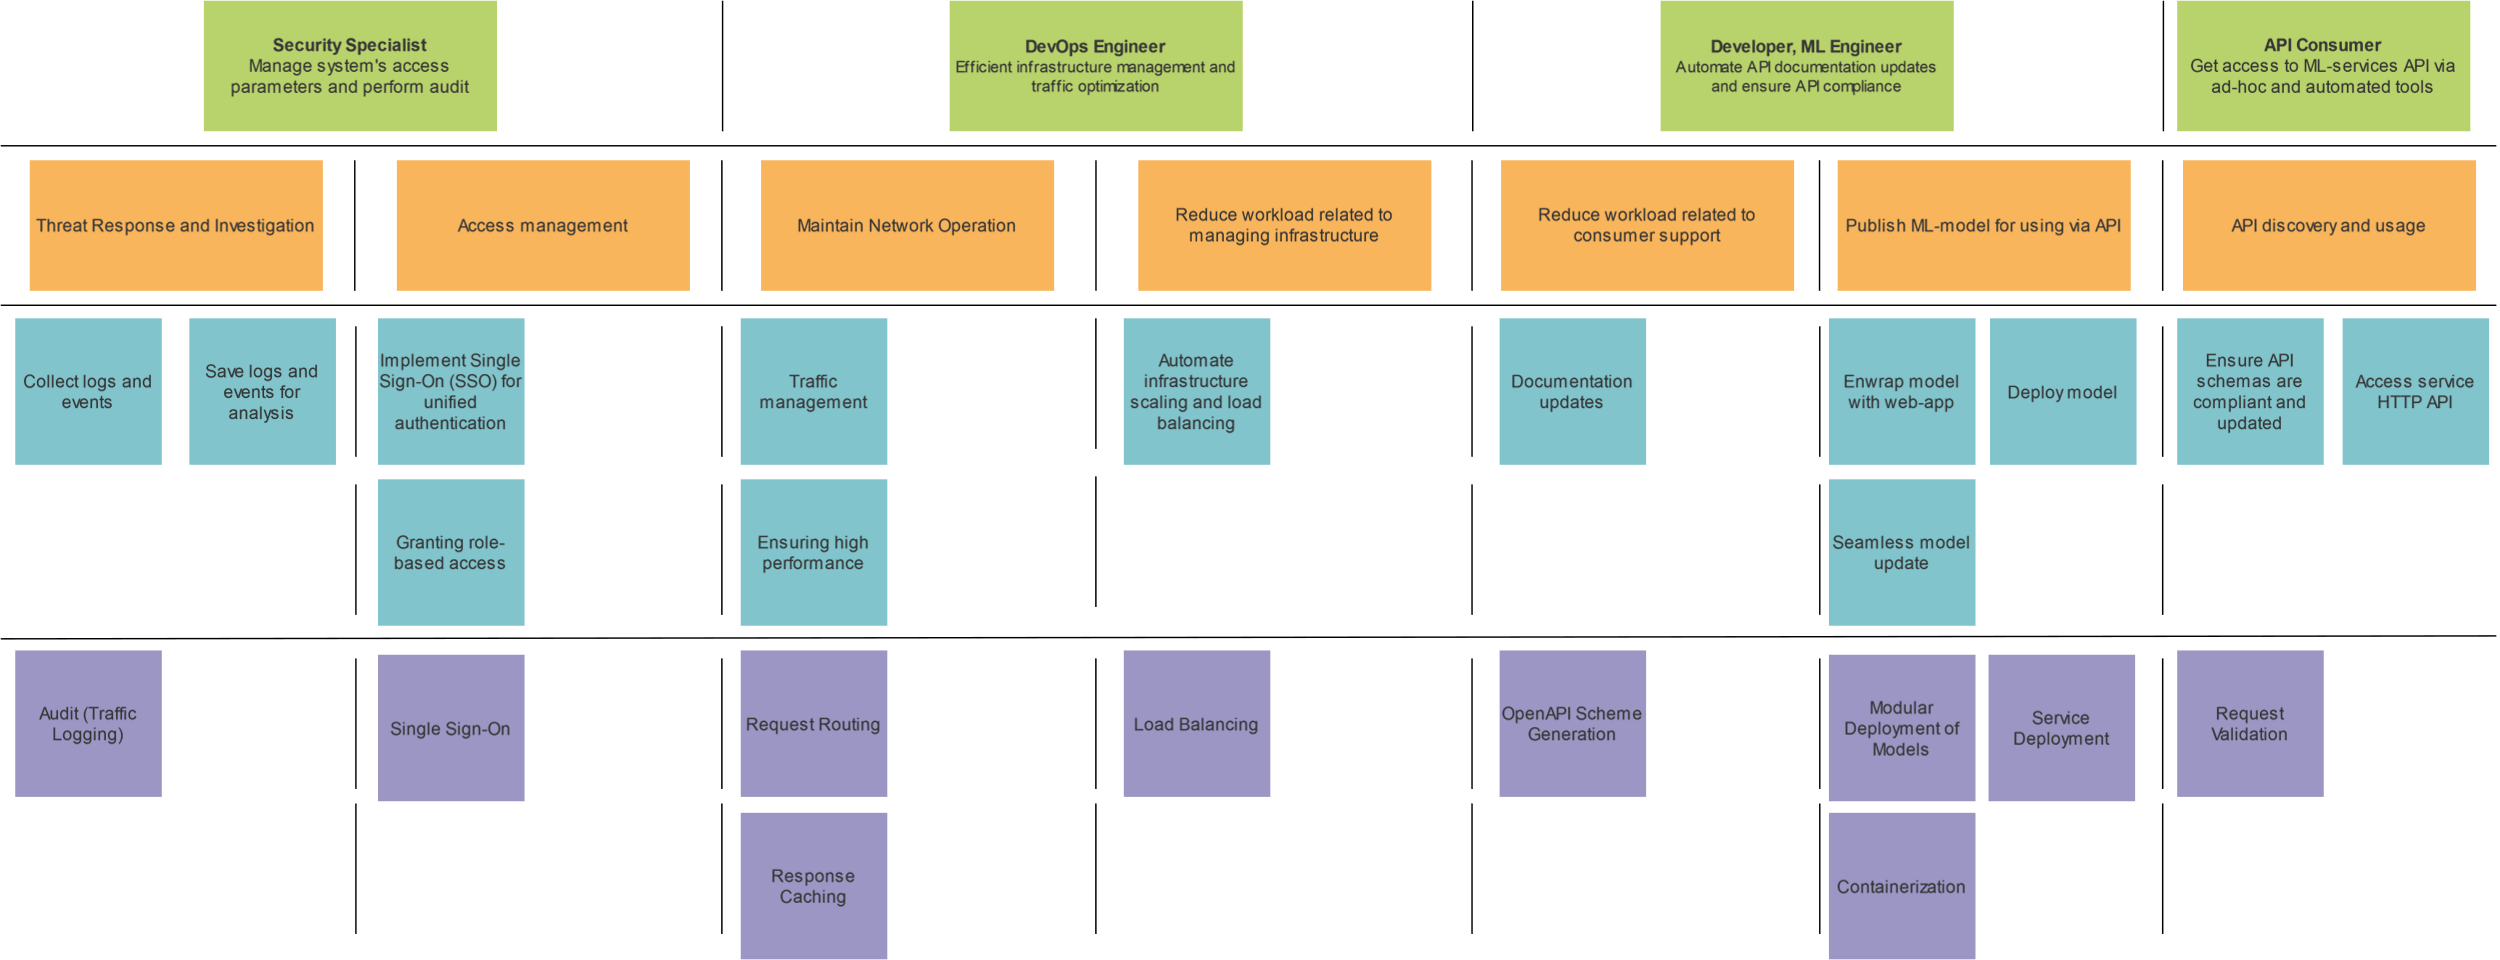 Security Specialist
Manage system's access
parameters and perform audit
DevOps Engineer
Efficient infrastructure management and
traffic optimization
Developer, ML Engineer
Automate API documentation updates
and ensure API compliance
API Consumer
Get access to ML-services API via
ad-hoc and automated tools
Threat Response and Investigation
Access management
Maintain Network Operation
Reduce workload related to
managing infrastructure
Reduce workload related to
consumer support
Publish ML-model for using via API
API discovery and usage
Collect logs and
events
Save logs and
events for
analysis
Implement Single
Sign-On (SSO) for
unified
authentication
Traffic
management
Automate
infrastructure
scaling and load
balancing
Documentation
updates
Enwrap model
with web-app
Deploy model
Ensure API
schemas are
compliant and
updated
Access service
HTTP API
Granting role-
based access
Ensuring high
performance
Seamless model
update
Audit (Traffic
Logging)
Single Sign-On
Request Routing
Load Balancing
OpenAPI Scheme
Generation
Modular
Deployment of
Models
Service
Deployment
Request
Validation
Response
Caching
Containerization